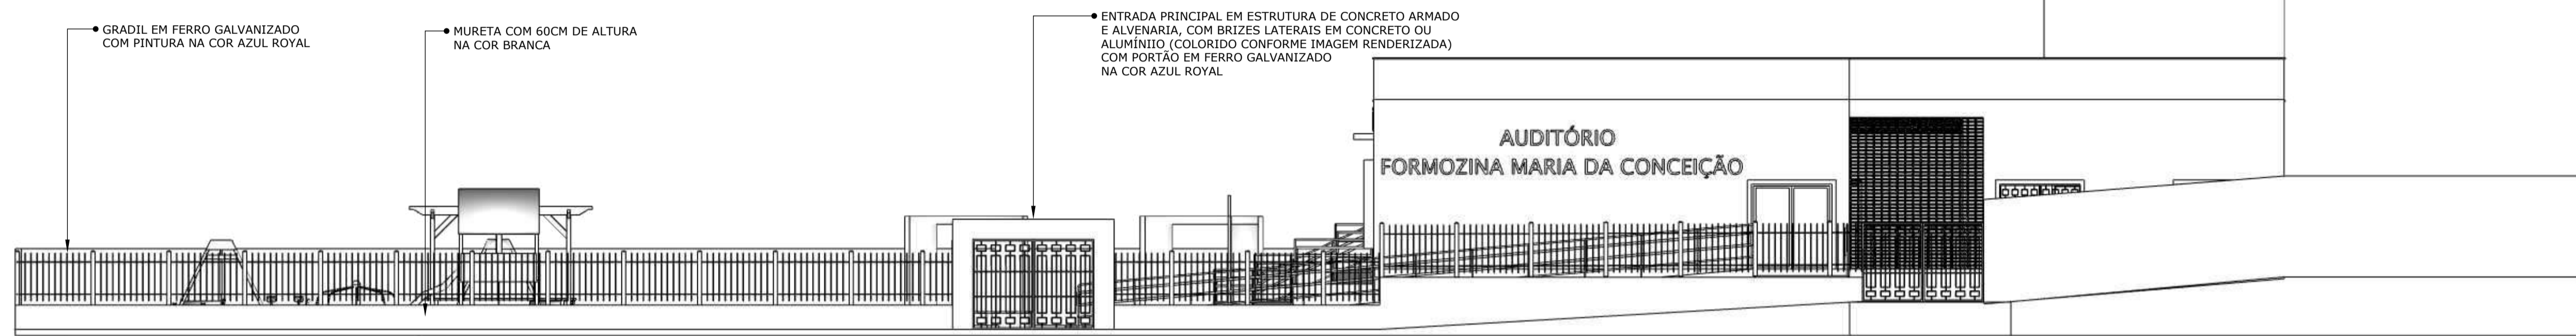 GRADIL EM FERRO GALVANIZADO
COM PINTURA NA COR AZUL ROYAL
MURETA COM 60CM DE ALTURA
NA COR BRANCA
ENTRADA PRINCIPAL EM ESTRUTURA DE CONCRETO ARMADO
E ALVENARIA, COM BRIZES LATERAIS EM CONCRETO OU
ALUMÍNIIO (COLORIDO CONFORME IMAGEM RENDERIZADA)
COM PORTÃO EM FERRO GALVANIZADO
NA COR AZUL ROYAL
AUDITÓRIO
FORMOZINA MARIA DA CONCEIÇÃO